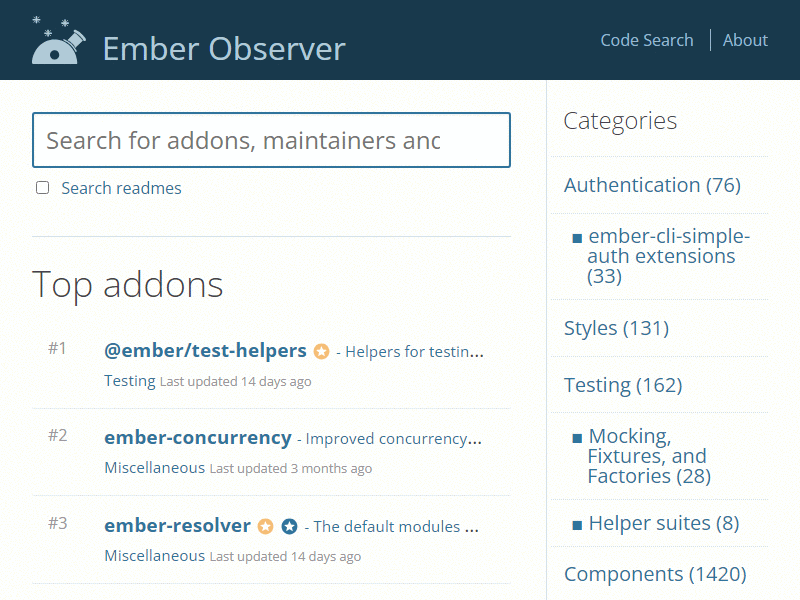 Ember Observer
Code Search
About
Search for addons, maintainers anc
Search readmes
Top addons
#1
@ember/test-helpers - Helpers for testin...
Testing Last updated 14 days ago
#2
ember-concurrency - Improved concurrency...
Miscellaneous Last updated 3 months ago
#3
ember-resolver - The default modules ...
Miscellaneous Last updated 14 days ago
Categories
Authentication (76)
ember-cli-simple-
auth extensions
(33)
Styles (131)
Testing (162)
Mocking,
Fixtures, and
Factories (28)
Helper suites (8)
Components (1420)